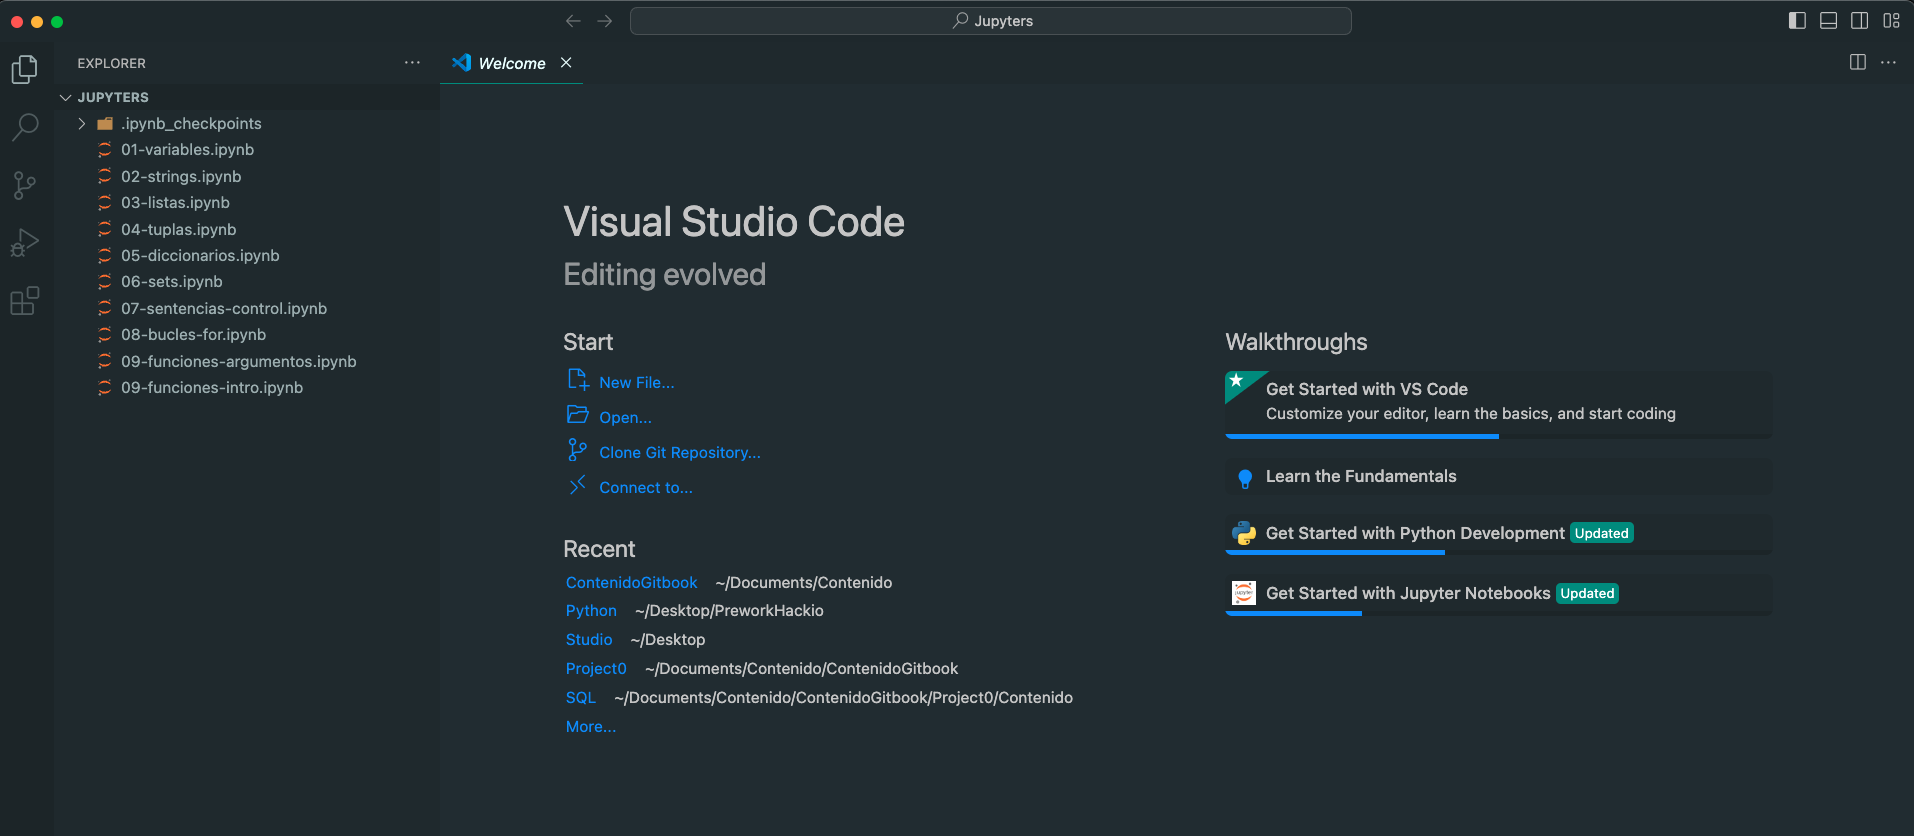 Jupyters
EXPLORER
Welcome
JUPYTERS
.ipynb_checkpoints
01-variables.ipynb
02-strings.ipynb
03-listas.ipynb
04-tuplas.ipynb
05-diccionarios.ipynb
06-sets.ipynb
07-sentencias-control.ipynb
08-bucles-for.ipynb
09-funciones-argumentos.ipynb
09-funciones-intro.ipynb
Visual Studio Code
Editing evolved
Start
New File...
Open...
Clone Git Repository...
Connect to...
Recent
ContenidoGitbook ~/Documents/Contenido
Python ~/Desktop/PreworkHackio
Studio ~/Desktop
Project0 ~/Documents/Contenido/ContenidoGitbook
SQL ~/Documents/Contenido/ContenidoGitbook/Project0/Contenido
More...
Walkthroughs
Get Started with VS Code
Customize your editor, learn the basics, and start coding
Learn the Fundamentals
Get Started with Python Development Updated
jupyter
Get Started with Jupyter Notebooks Updated